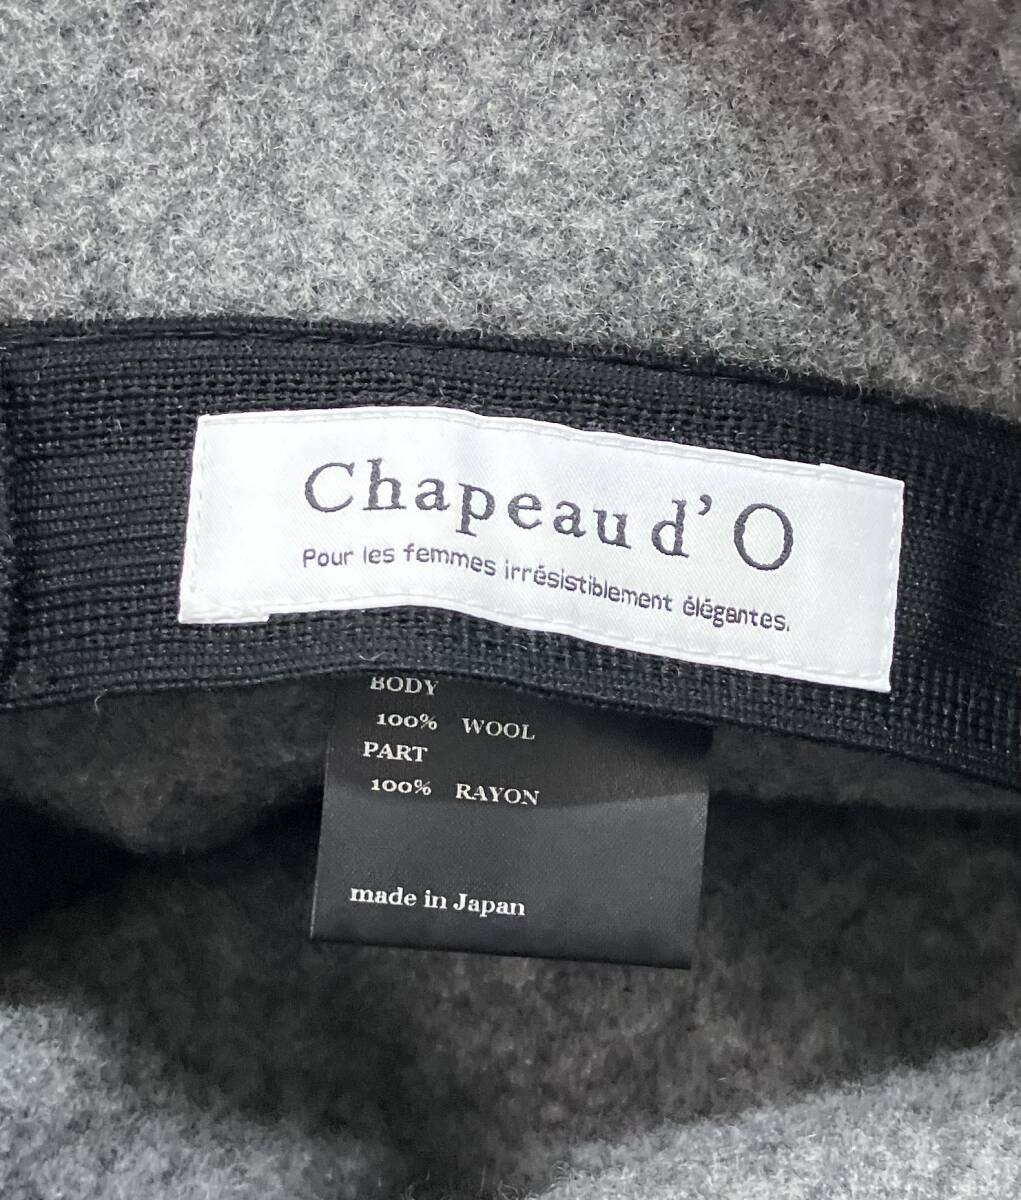 Chapeau d' O
Pour les femmes irrésistiblement élégantes.
BODY
100% WOOL
PART
100% RAYON
made in Japan